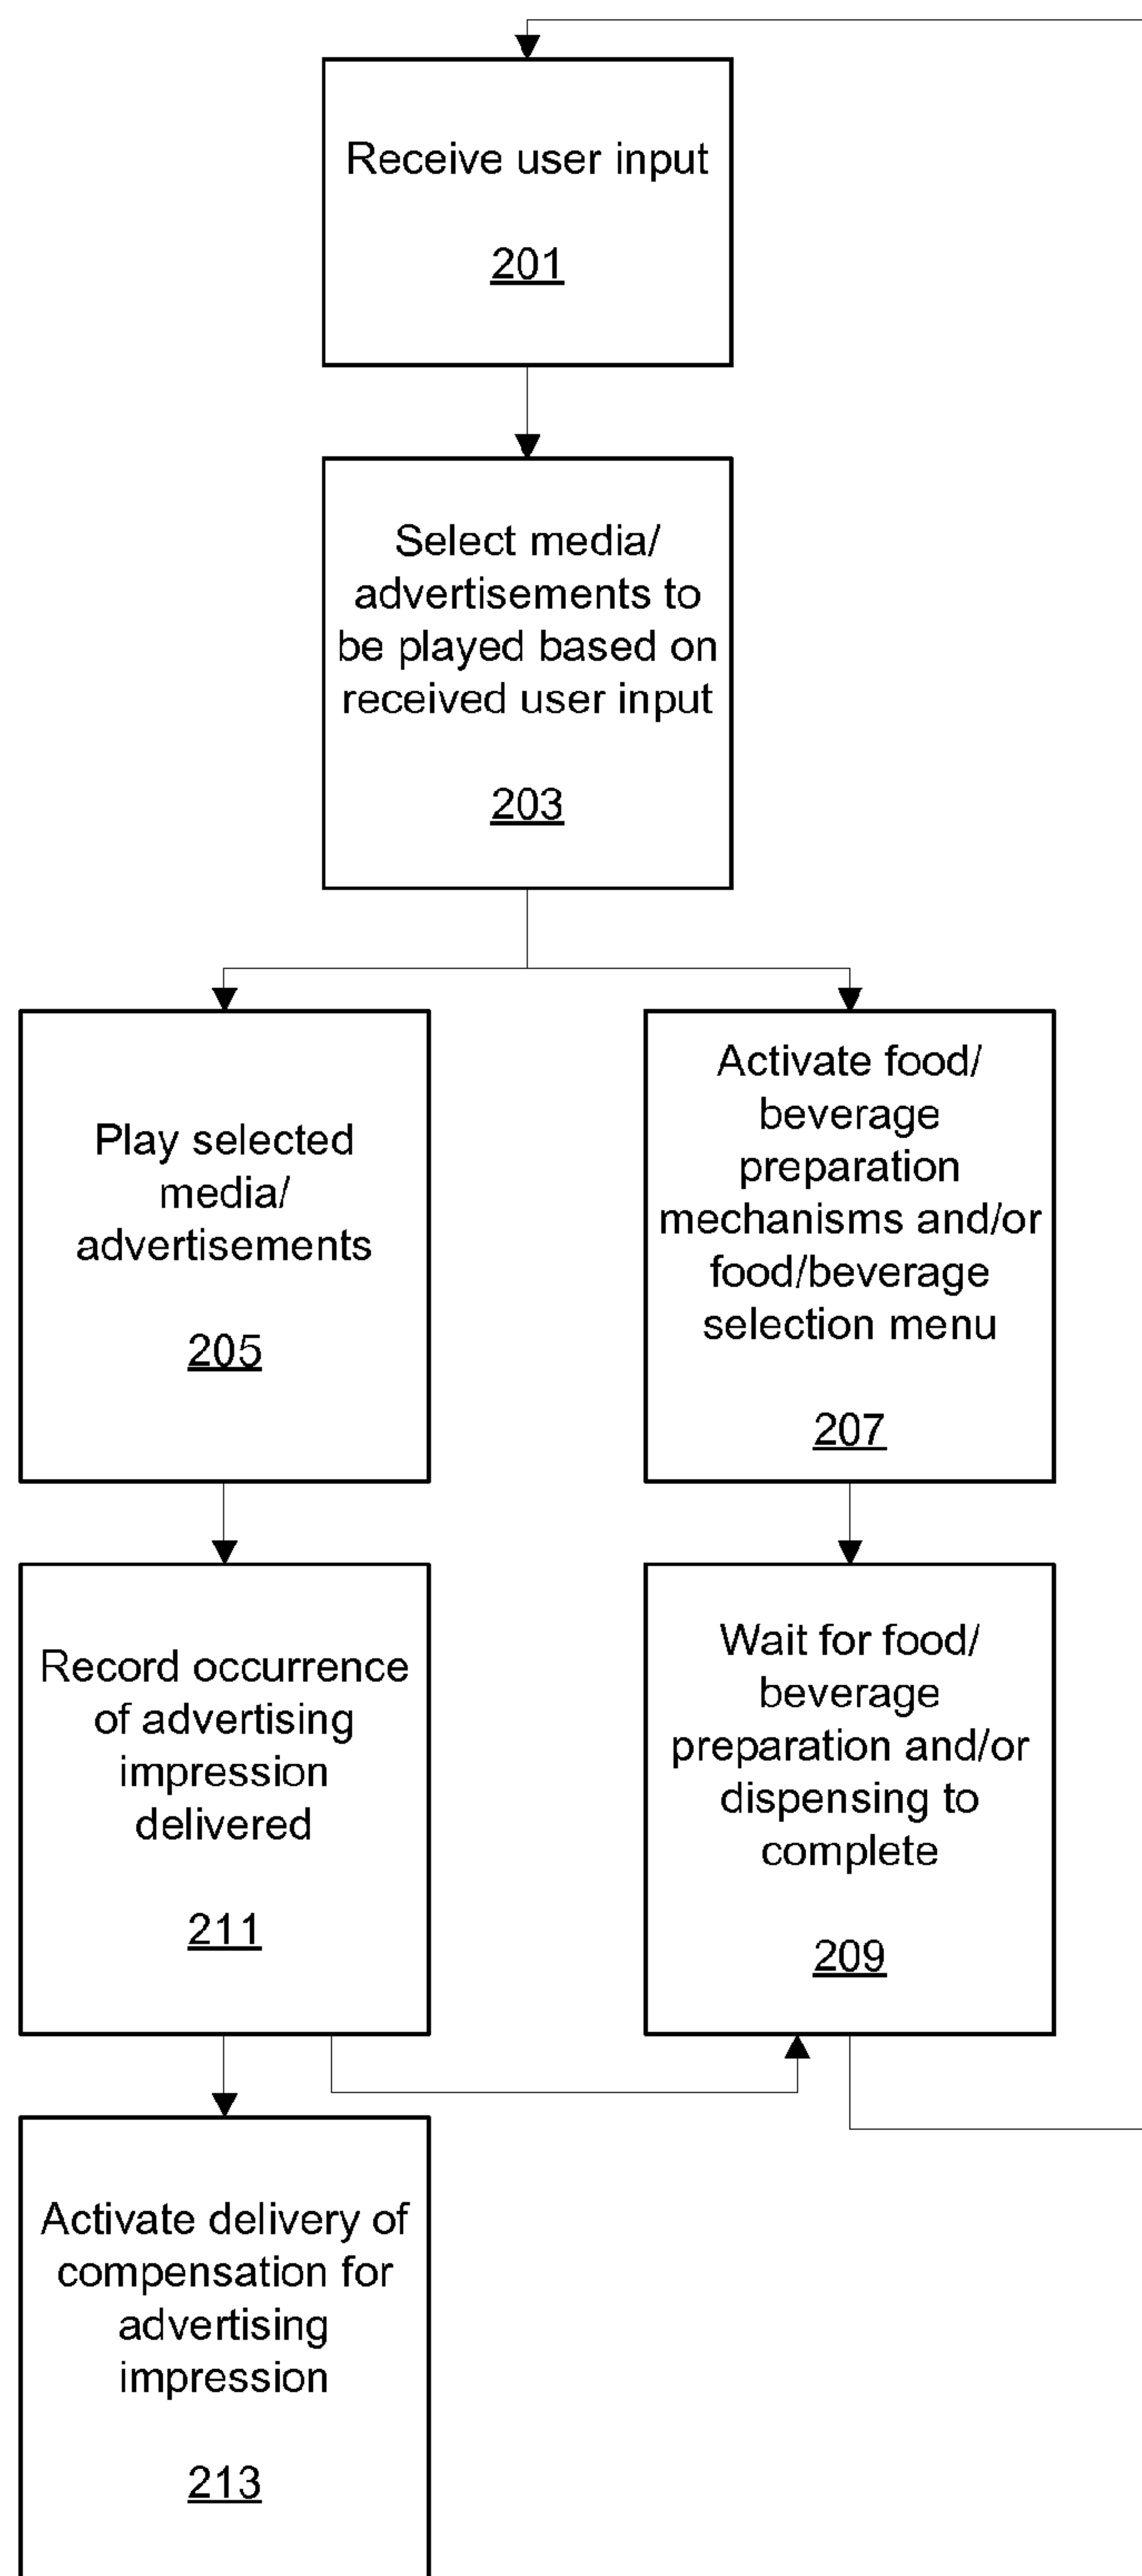 Receive user input
201
Select media/
advertisements to
be played based on
received user input
203
Play selected
media/
advertisements
205
Activate food/
beverage
preparation
mechanisms and/or
food/beverage
selection menu
207
Record occurrence
of advertising
impression
delivered
211
Wait for food/
beverage
preparation and/or
dispensing to
complete
209
Activate delivery of
compensation for
advertising
impression
213